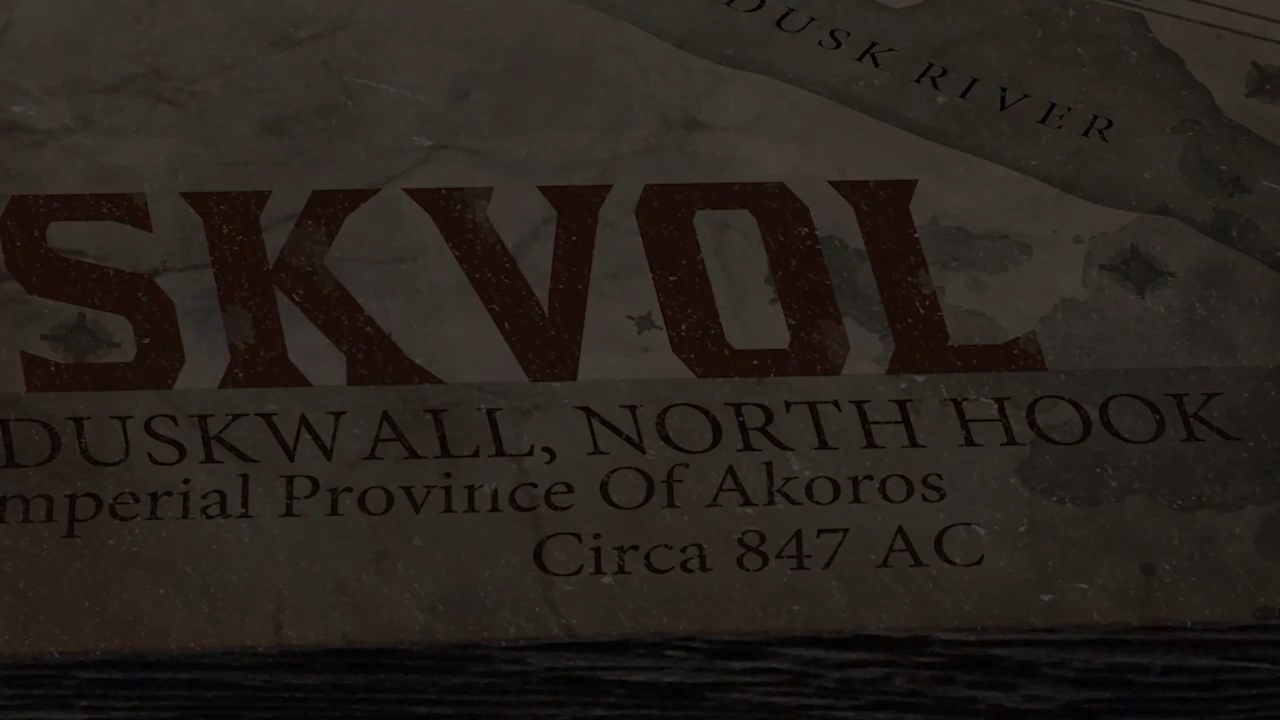 DUSK RIVER
SKVOL
DUSKWALL, NORTH HOOK
mperial Province Of Akoros
Circa 847 AC